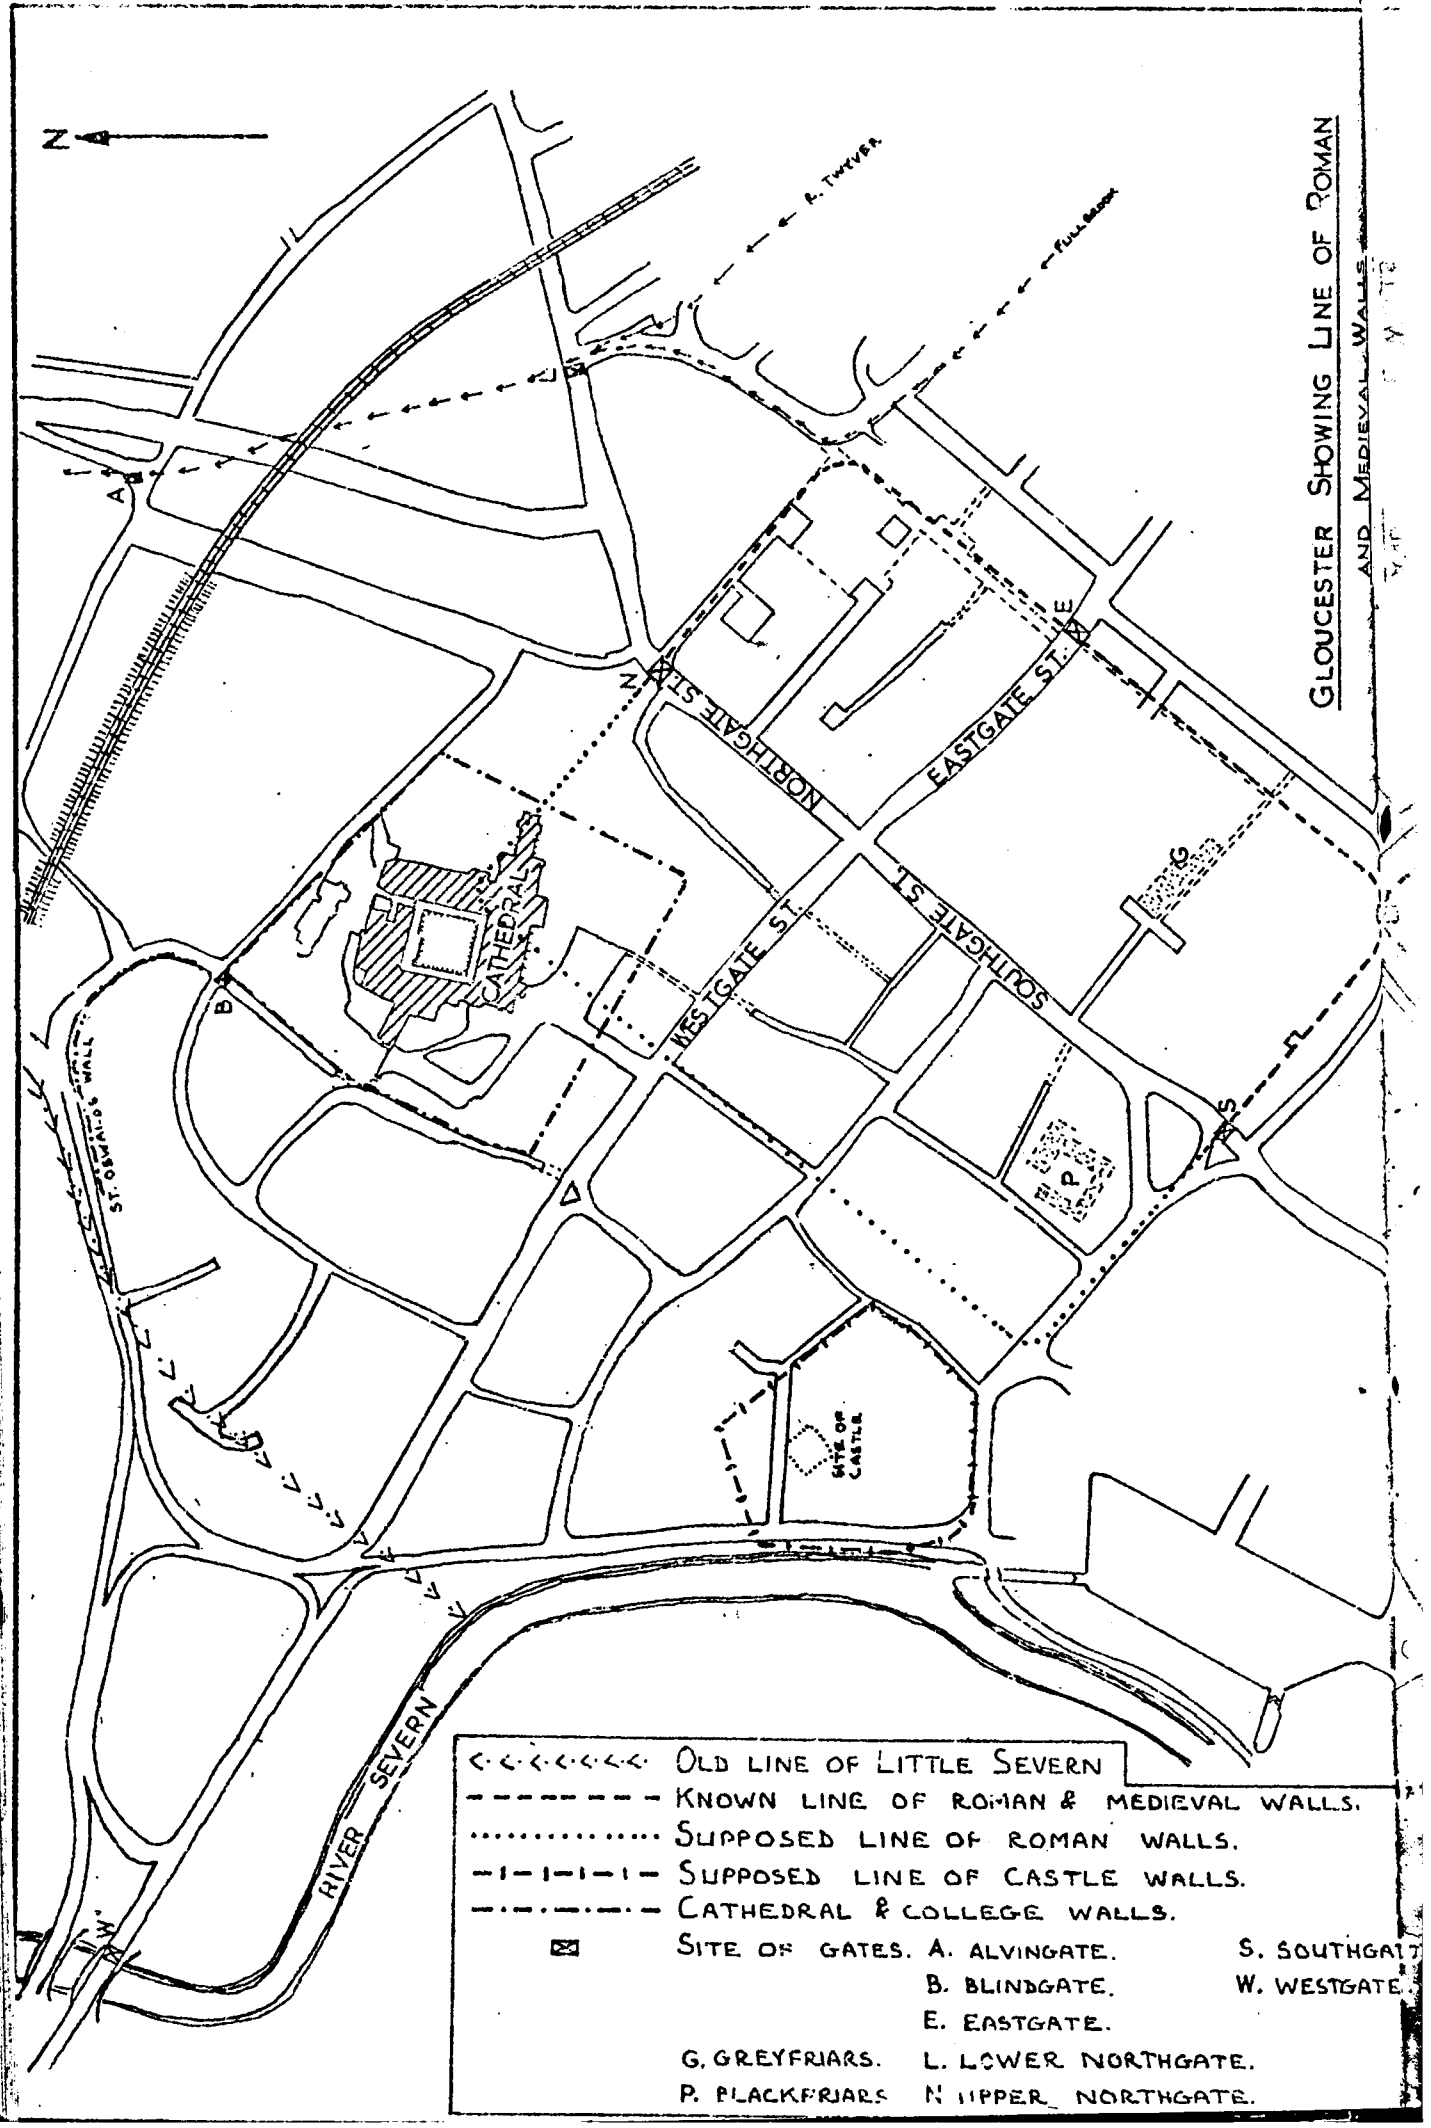 GLOUCESTER SHOWING LINE OF ROMAN
AND MEDIEVAL WALLS
N
R. TWYVER
FULLBROOK
A
L
N
B
E
S
W
G
P
ST. OSWALDS WALL
CATHEDRAL
NORTHGATE ST.
EASTGATE ST.
WESTGATE ST.
SOUTHGATE ST.
SITE OF
CASTLE
RIVER SEVERN
OLD LINE OF LITTLE SEVERN
KNOWN LINE OF ROMAN & MEDIEVAL WALLS.
SUPPOSED LINE OF ROMAN WALLS.
SUPPOSED LINE OF CASTLE WALLS.
CATHEDRAL & COLLEGE WALLS.
SITE OF GATES. A. ALVINGATE. S. SOUTHGATE
B. BLINDGATE. W. WESTGATE.
E. EASTGATE.
G. GREYFRIARS. L. LOWER NORTHGATE.
P. BLACKFRIARS N UPPER NORTHGATE.